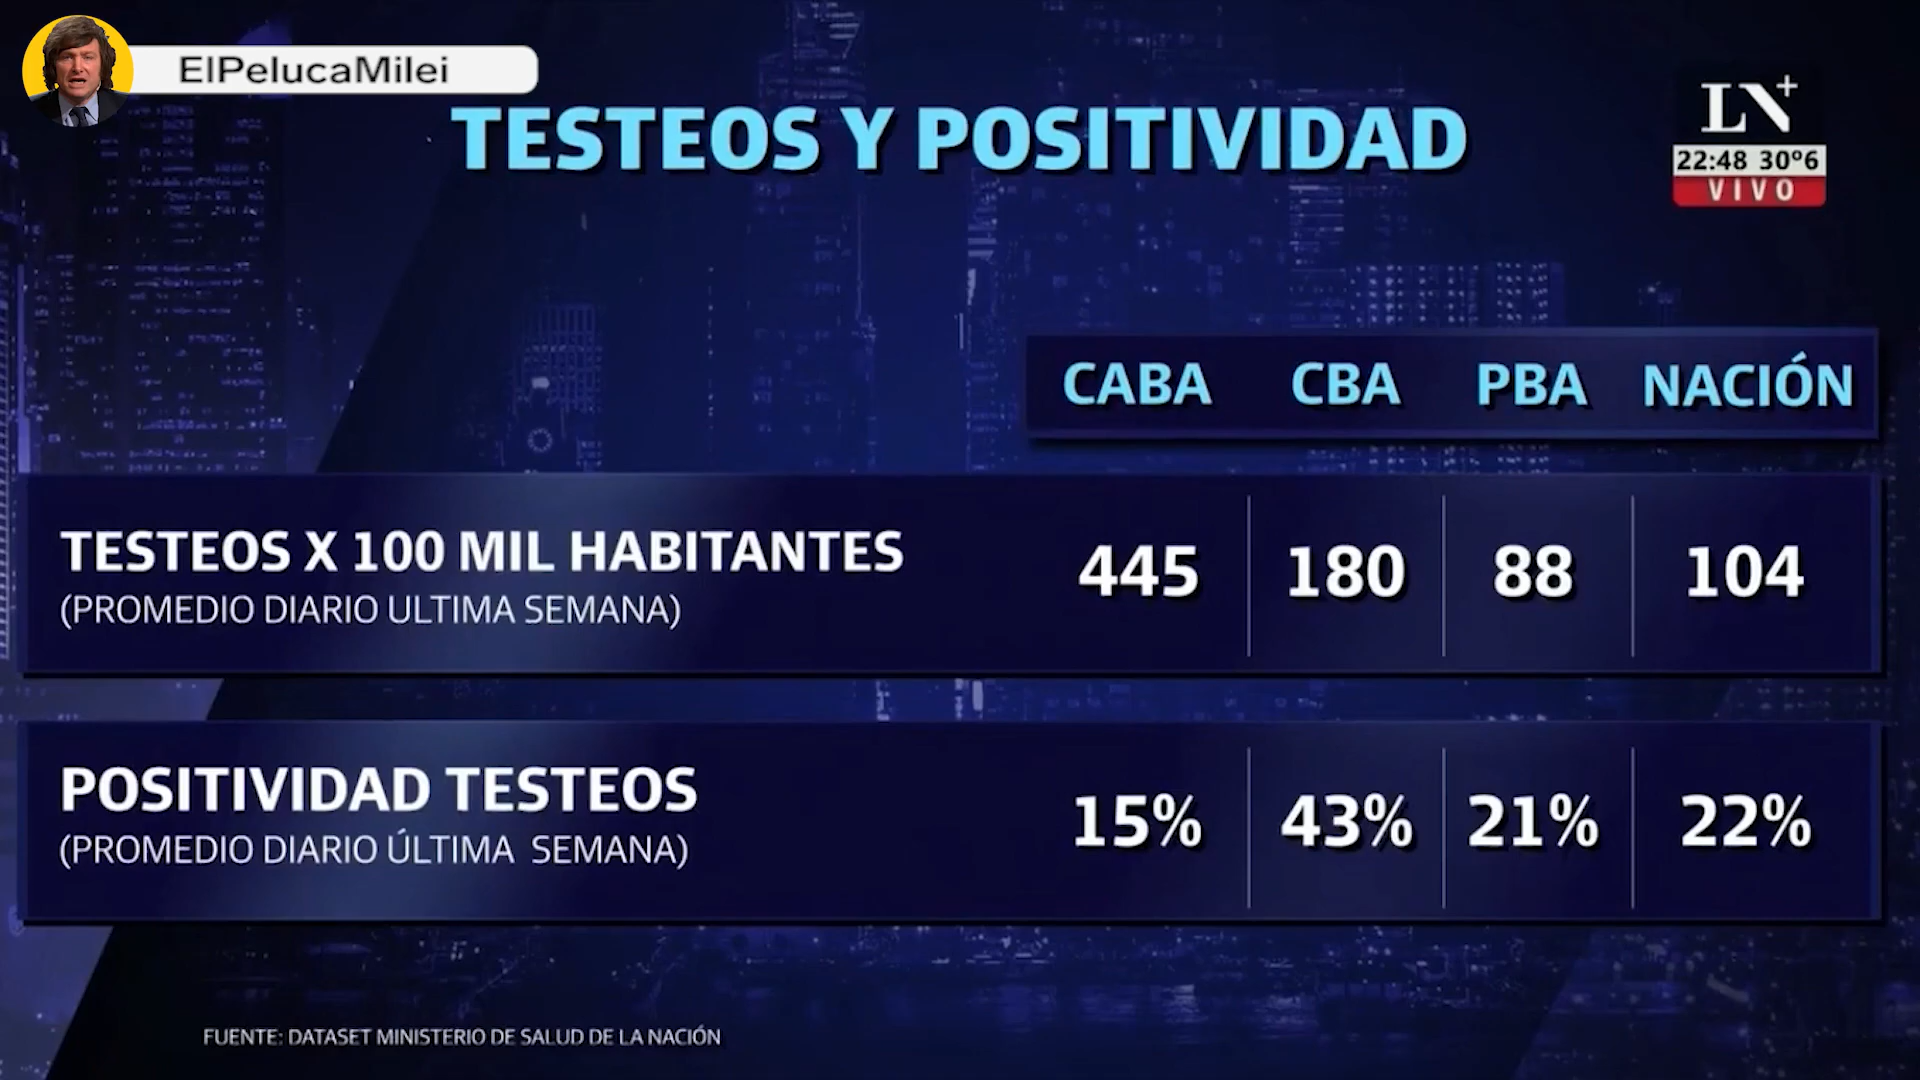 ElPelucaMilei
TESTEOS Y POSITIVIDAD
LN+
22:48 30º6
VIVO
CABA CBA PBA NACIÓN
TESTEOS X 100 MIL HABITANTES
(PROMEDIO DIARIO ULTIMA SEMANA)
445 180 88 104
POSITIVIDAD TESTEOS
(PROMEDIO DIARIO ÚLTIMA SEMANA)
15% 43% 21% 22%
FUENTE: DATASET MINISTERIO DE SALUD DE LA NACIÓN